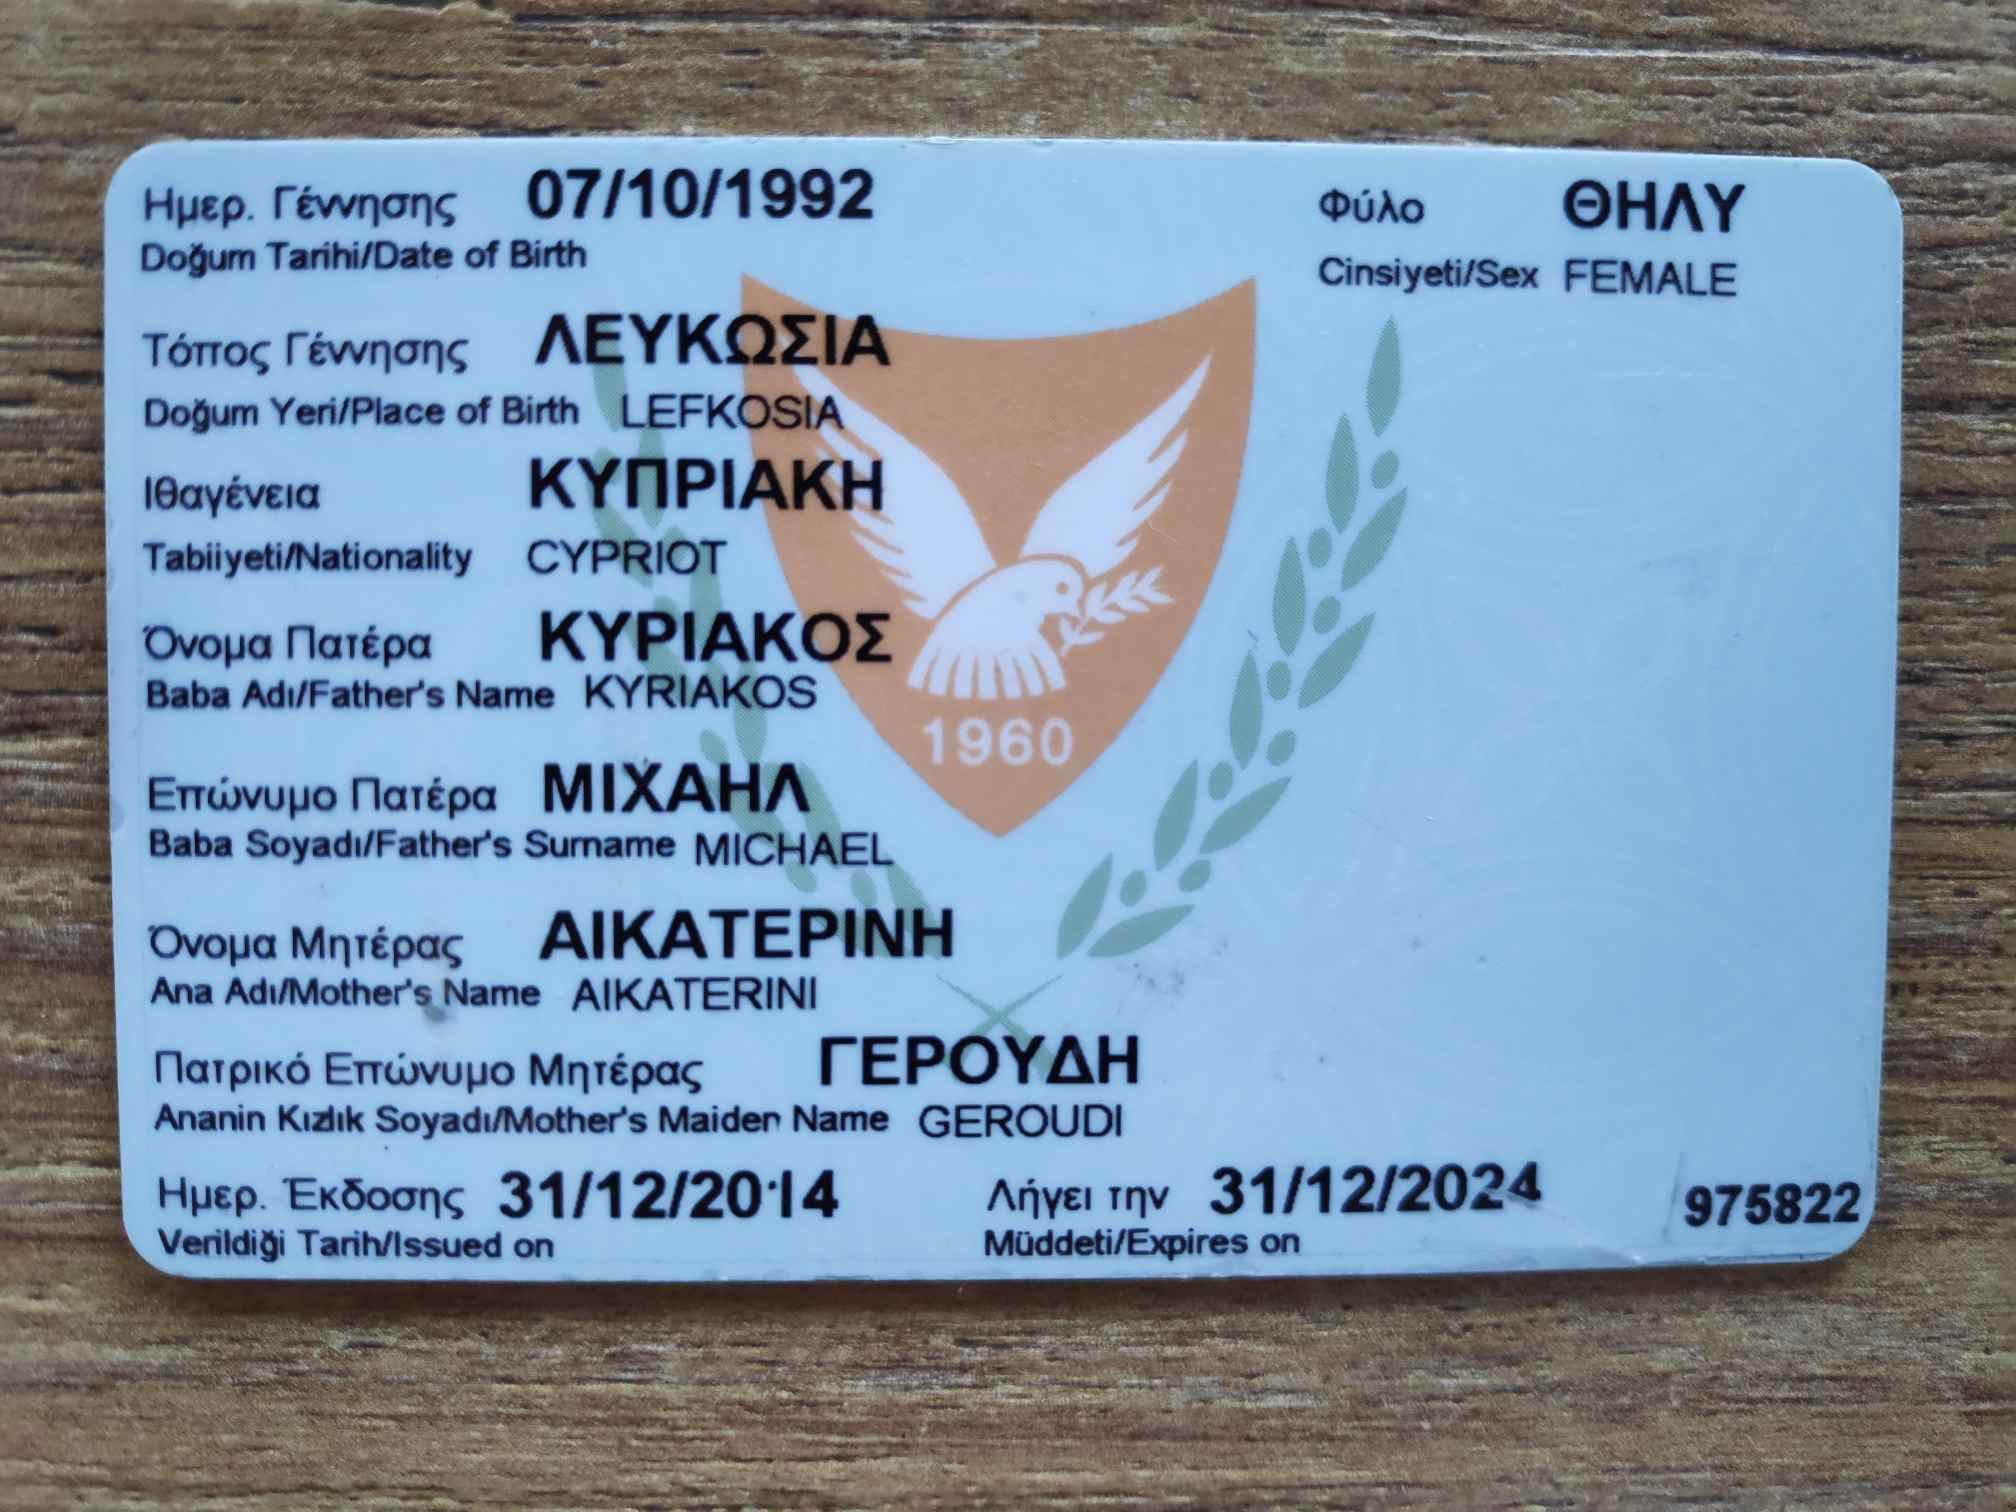 Ημερ. Γέννησης 07/10/1992 Φύλο ΘΗΛΥ
Doğum Tarihi/Date of Birth Cinsiyeti/Sex FEMALE
Τόπος Γέννησης ΛΕΥΚΩΣΙΑ
Doğum Yeri/Place of Birth LEFKOSIA
Ιθαγένεια ΚΥΠΡΙΑΚΗ
Tabiiyeti/Nationality CYPRIOT
Όνομα Πατέρα ΚΥΡΙΑΚΟΣ
Baba Adı/Father's Name KYRIAKOS
1960
Επώνυμο Πατέρα ΜΙΧΑΗΛ
Baba Soyadı/Father's Surname MICHAEL
Όνομα Μητέρας ΑΙΚΑΤΕΡΙΝΗ
Ana Adı/Mother's Name AIKATERINI
Πατρικό Επώνυμο Μητέρας ΓΕΡΟΥΔΗ
Ananin Kızlık Soyadı/Mother's Maiden Name GEROUDI
Ημερ. Έκδοσης 31/12/2014 Λήγει την 31/12/2024 975822
Verildiği Tarih/Issued on Müddeti/Expires on